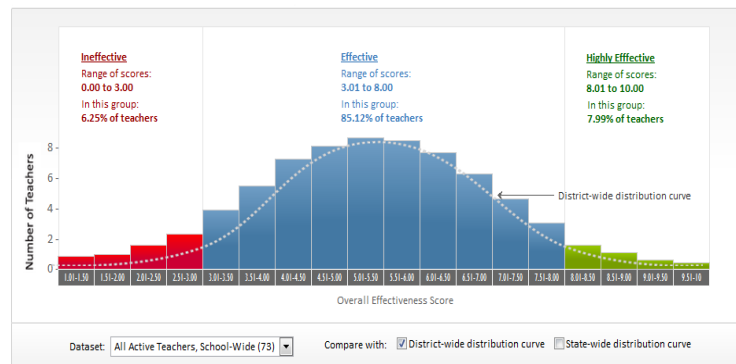 Ineffective
Range of scores:
0.00 to 3.00
In this group:
6.25% of teachers
Effective
Range of scores:
3.01 to 8.00
In this group:
85.12% of teachers
Highly Efffective
Range of scores:
8.01 to 10.00
In this group:
7.99% of teachers
Number of Teachers
8
6
4
2
0
District-wide distribution curve
1.01-1.50 1.51-2.00 2.01-2.50 2.51-3.00 3.01-3.50 3.51-4.00 4.01-4.50 4.51-5.00 5.01-5.50 5.51-6.00 6.01-6.50 6.51-7.00 7.01-7.50 7.51-8.00 8.01-8.50 8.51-9.00 9.01-9.50 9.51-10
Overall Effectiveness Score
Dataset: All Active Teachers, School-Wide (73) Compare with: District-wide distribution curve State-wide distribution curve